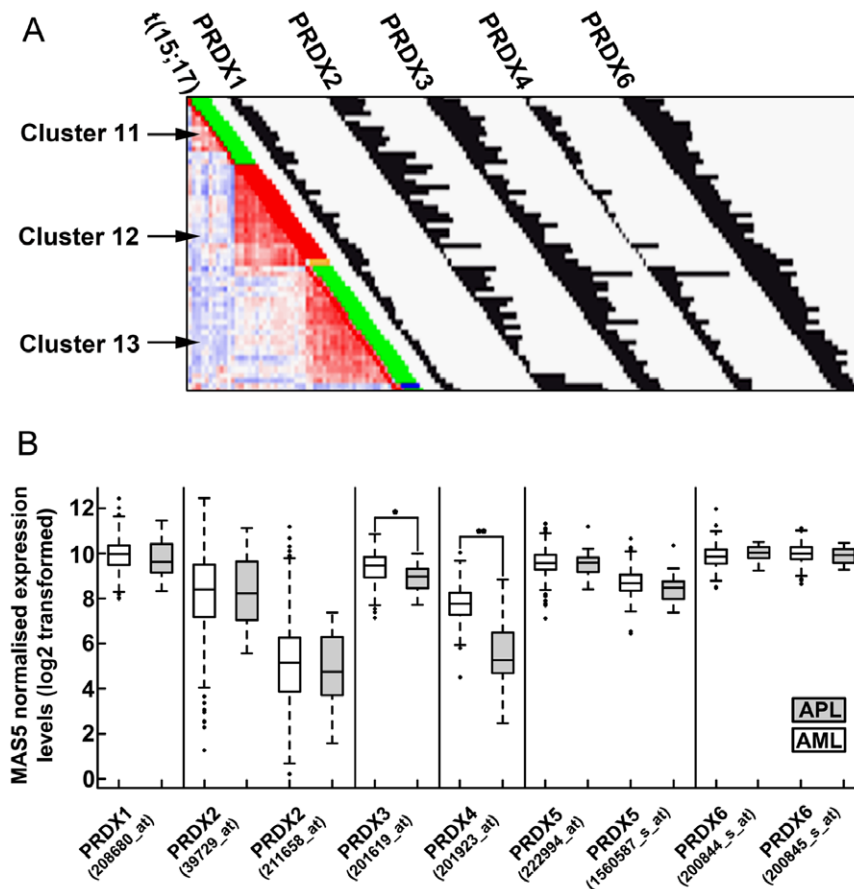 A
t(15;17)
PRDX1
PRDX2
PRDX3
PRDX4
PRDX6
Cluster 11
Cluster 12
Cluster 13
B
MAS5 normalised expression
levels (log2 transformed)
12
10
8
6
4
2
0
*
**
APL
AML
PRDX1
(208680_at)
PRDX2
(39729_at)
PRDX2
(211658_at)
PRDX3
(201619_at)
PRDX4
(201923_at)
PRDX5
(222994_at)
PRDX5
(1560587_s_at)
PRDX6
(200844_s_at)
PRDX6
(200845_s_at)